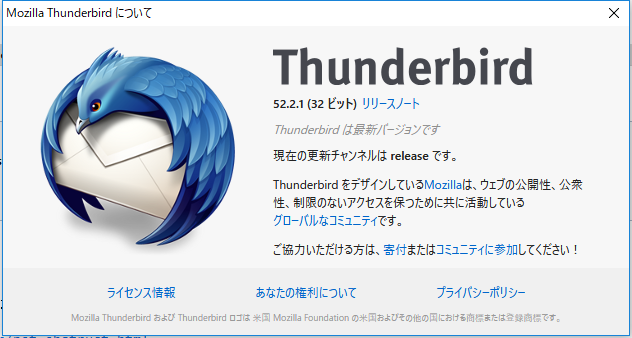 Mozilla Thunderbird について
Thunderbird
52.2.1 (32 ビット) リリースノート
Thunderbird は最新バージョンです
現在の更新チャンネルは release です。
Thunderbird をデザインしているMozillaは、ウェブの公開性、公衆
性、制限のないアクセスを保つために共に活動している
グローバルなコミュニティです。
ご協力いただける方は、寄付またはコミュニティに参加してください！
ライセンス情報 あなたの権利について プライバシーポリシー
Mozilla Thunderbird および Thunderbird ロゴは 米国 Mozilla Foundation の米国およびその他の国における商標または登録商標です。